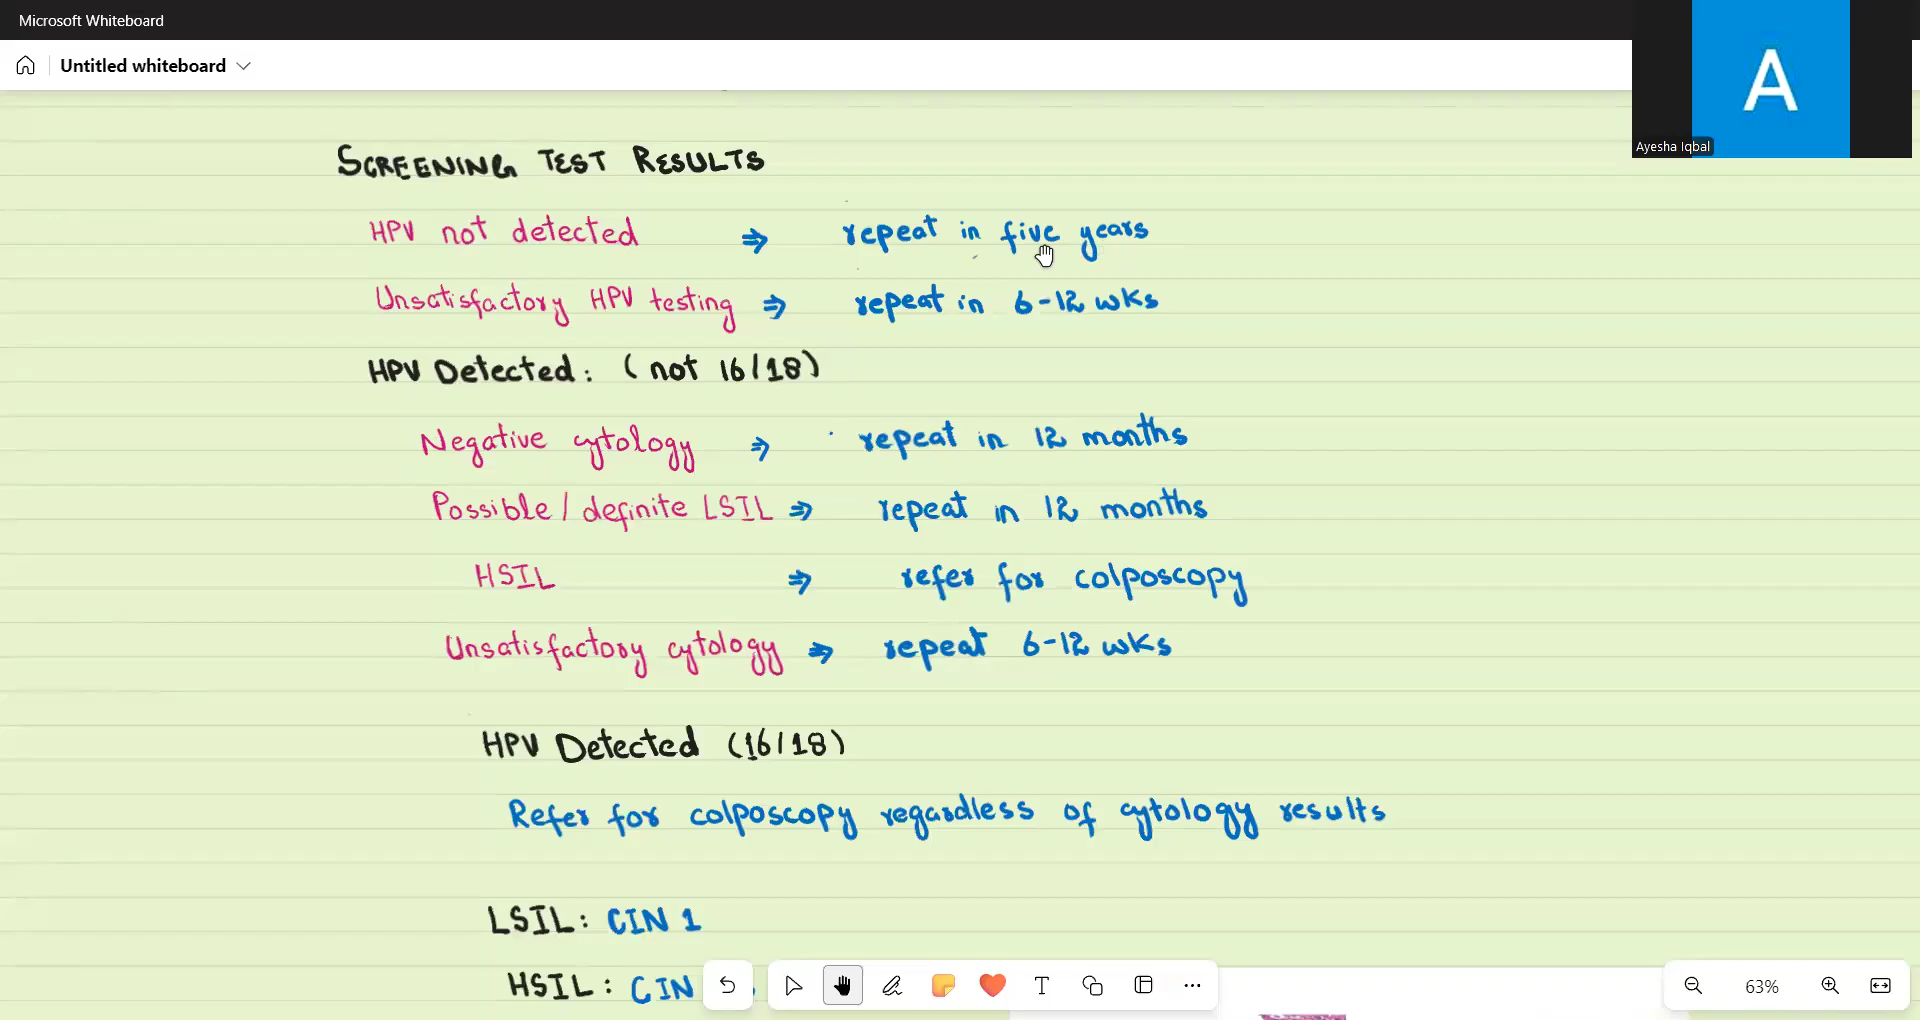 Microsoft Whiteboard
Untitled whiteboard
A
Ayesha Iqbal
SCREENING TEST RESULTS
HPV not detected ⇒ repeat in five years
Unsatisfactory HPV testing ⇒ repeat in 6-12 wks
HPV Detected: (not 16/18)
Negative cytology ⇒ repeat in 12 months
Possible/definite LSIL ⇒ repeat in 12 months
HSIL ⇒ refer for colposcopy
Unsatisfactory cytology ⇒ repeat 6-12 wks
HPV Detected (16/18)
Refer for colposcopy regardless of cytology results
LSIL: CIN 1
HSIL: CIN
63%